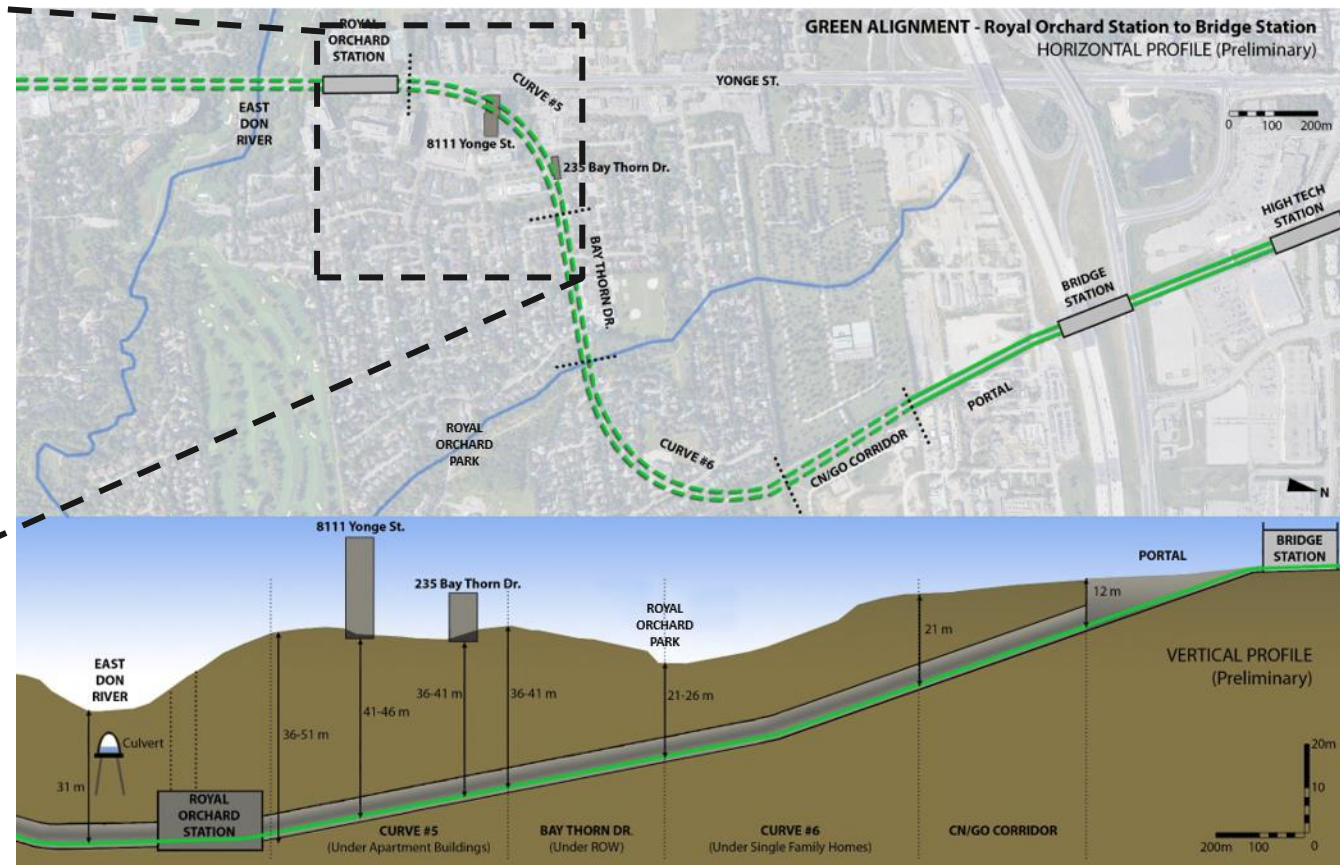 GREEN ALIGNMENT - Royal Orchard Station to Bridge Station
HORIZONTAL PROFILE (Preliminary)
ROYAL
ORCHARD
STATION
YONGE ST.
CURVE #5
EAST
DON
RIVER
8111 Yonge St.
235 Bay Thorn Dr.
0 100 200m
HIGH TECH
STATION
BAY THORN DR.
BRIDGE
STATION
PORTAL
ROYAL
ORCHARD
PARK
CURVE #6
CN/GO CORRIDOR
N
8111 Yonge St.
235 Bay Thorn Dr.
PORTAL
BRIDGE
STATION
ROYAL
ORCHARD
PARK
12 m
21 m
EAST
DON
RIVER
VERTICAL PROFILE
(Preliminary)
36-41 m
36-41 m
21-26 m
41-46 m
36-51 m
Culvert
31 m
20m
10
0
200m 100 0
ROYAL
ORCHARD
STATION
CURVE #5
(Under Apartment Buildings)
BAY THORN DR.
(Under ROW)
CURVE #6
(Under Single Family Homes)
CN/GO CORRIDOR